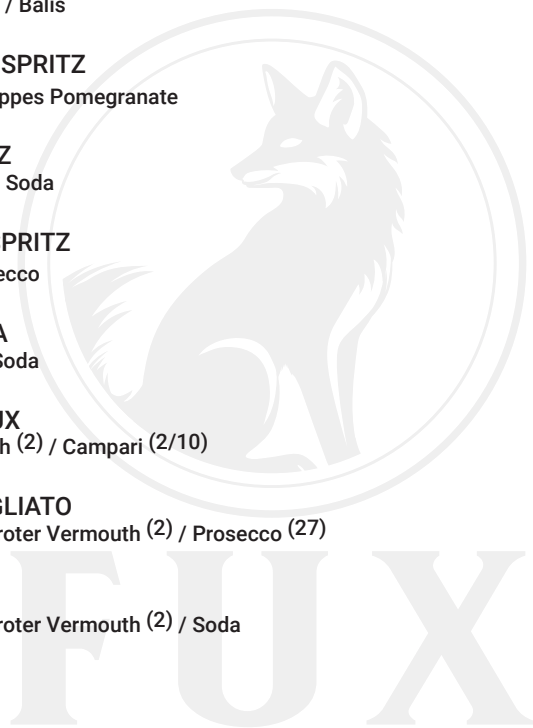 / Balis
SPRITZ
ppes Pomegranate
Z
Soda
PRITZ
ecco
A
Soda
UX
h (2) / Campari (2/10)
GLIATO
roter Vermouth (2) / Prosecco (27)
roter Vermouth (2) / Soda
FUX